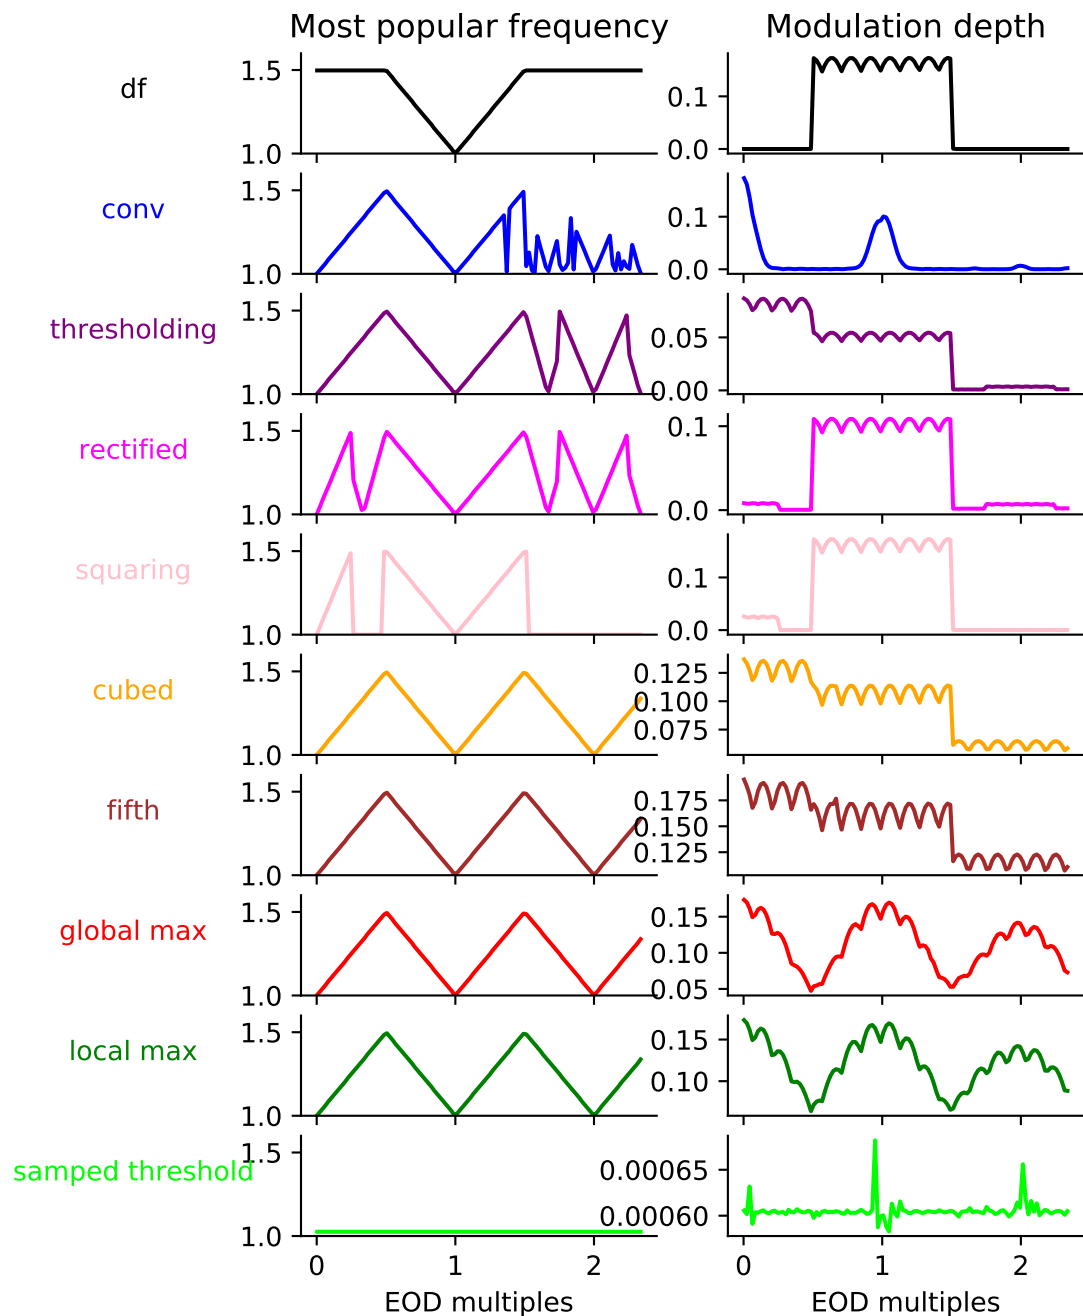 Most popular frequency Modulation depth
df 1.5 1.0 0.1 0.0
conv 1.5 1.0 0.1 0.0
thresholding 1.5 1.0 0.05 0.00
rectified 1.5 1.0 0.1 0.0
squaring 1.5 1.0 0.1 0.0
cubed 1.5 1.0 0.125 0.100 0.075
fifth 1.5 1.0 0.175 0.150 0.125
global max 1.5 1.0 0.15 0.10 0.05
local max 1.5 1.0 0.15 0.10
samped threshold 1.5 1.0 0.00065 0.00060
0 1 2 0 1 2
EOD multiples EOD multiples